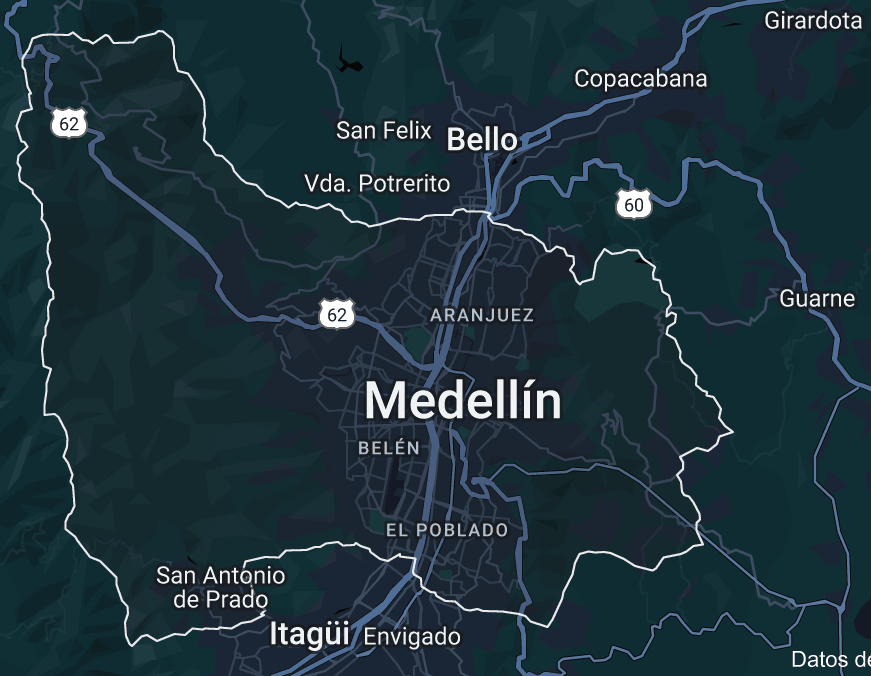 Girardota
Copacabana
62
San Felix
Bello
Vda. Potrerito
60
Guarne
62
ARANJUEZ
Medellín
BELÉN
EL POBLADO
San Antonio
de Prado
Itagüi
Envigado
Datos de